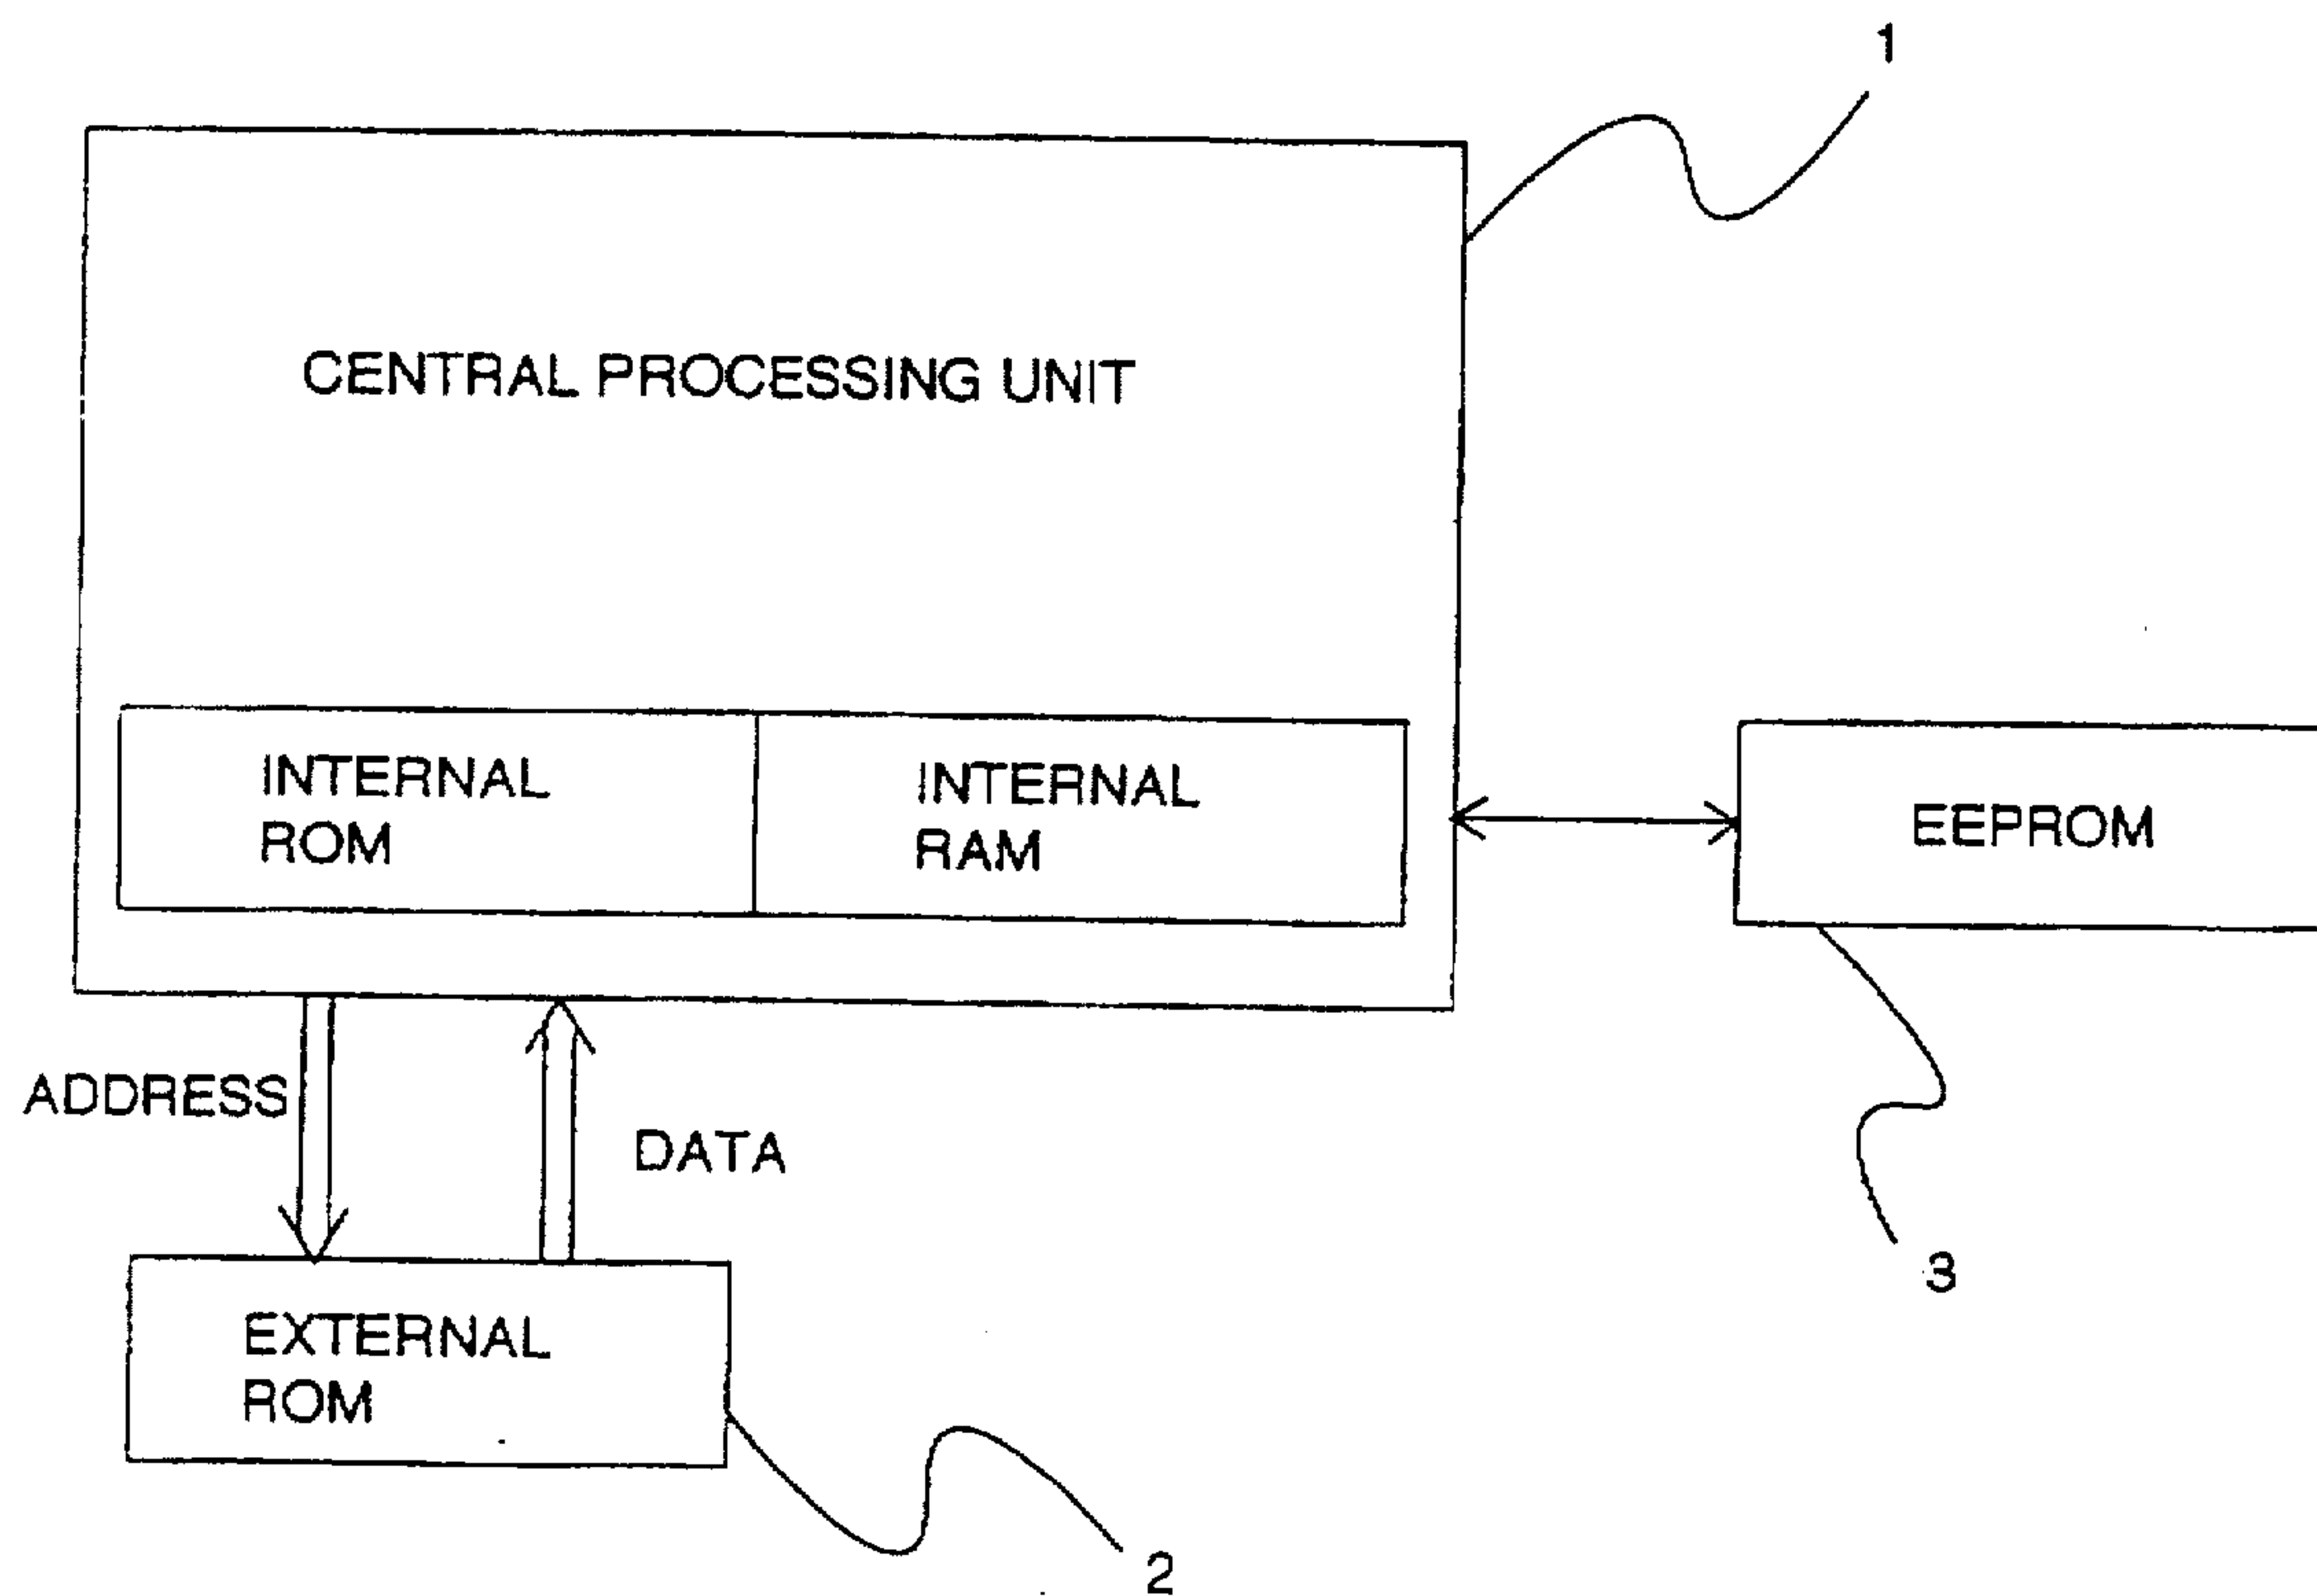 1
CENTRAL PROCESSING UNIT
INTERNAL
ROM
INTERNAL
RAM
EEPROM
ADDRESS
DATA
3
EXTERNAL
ROM
2